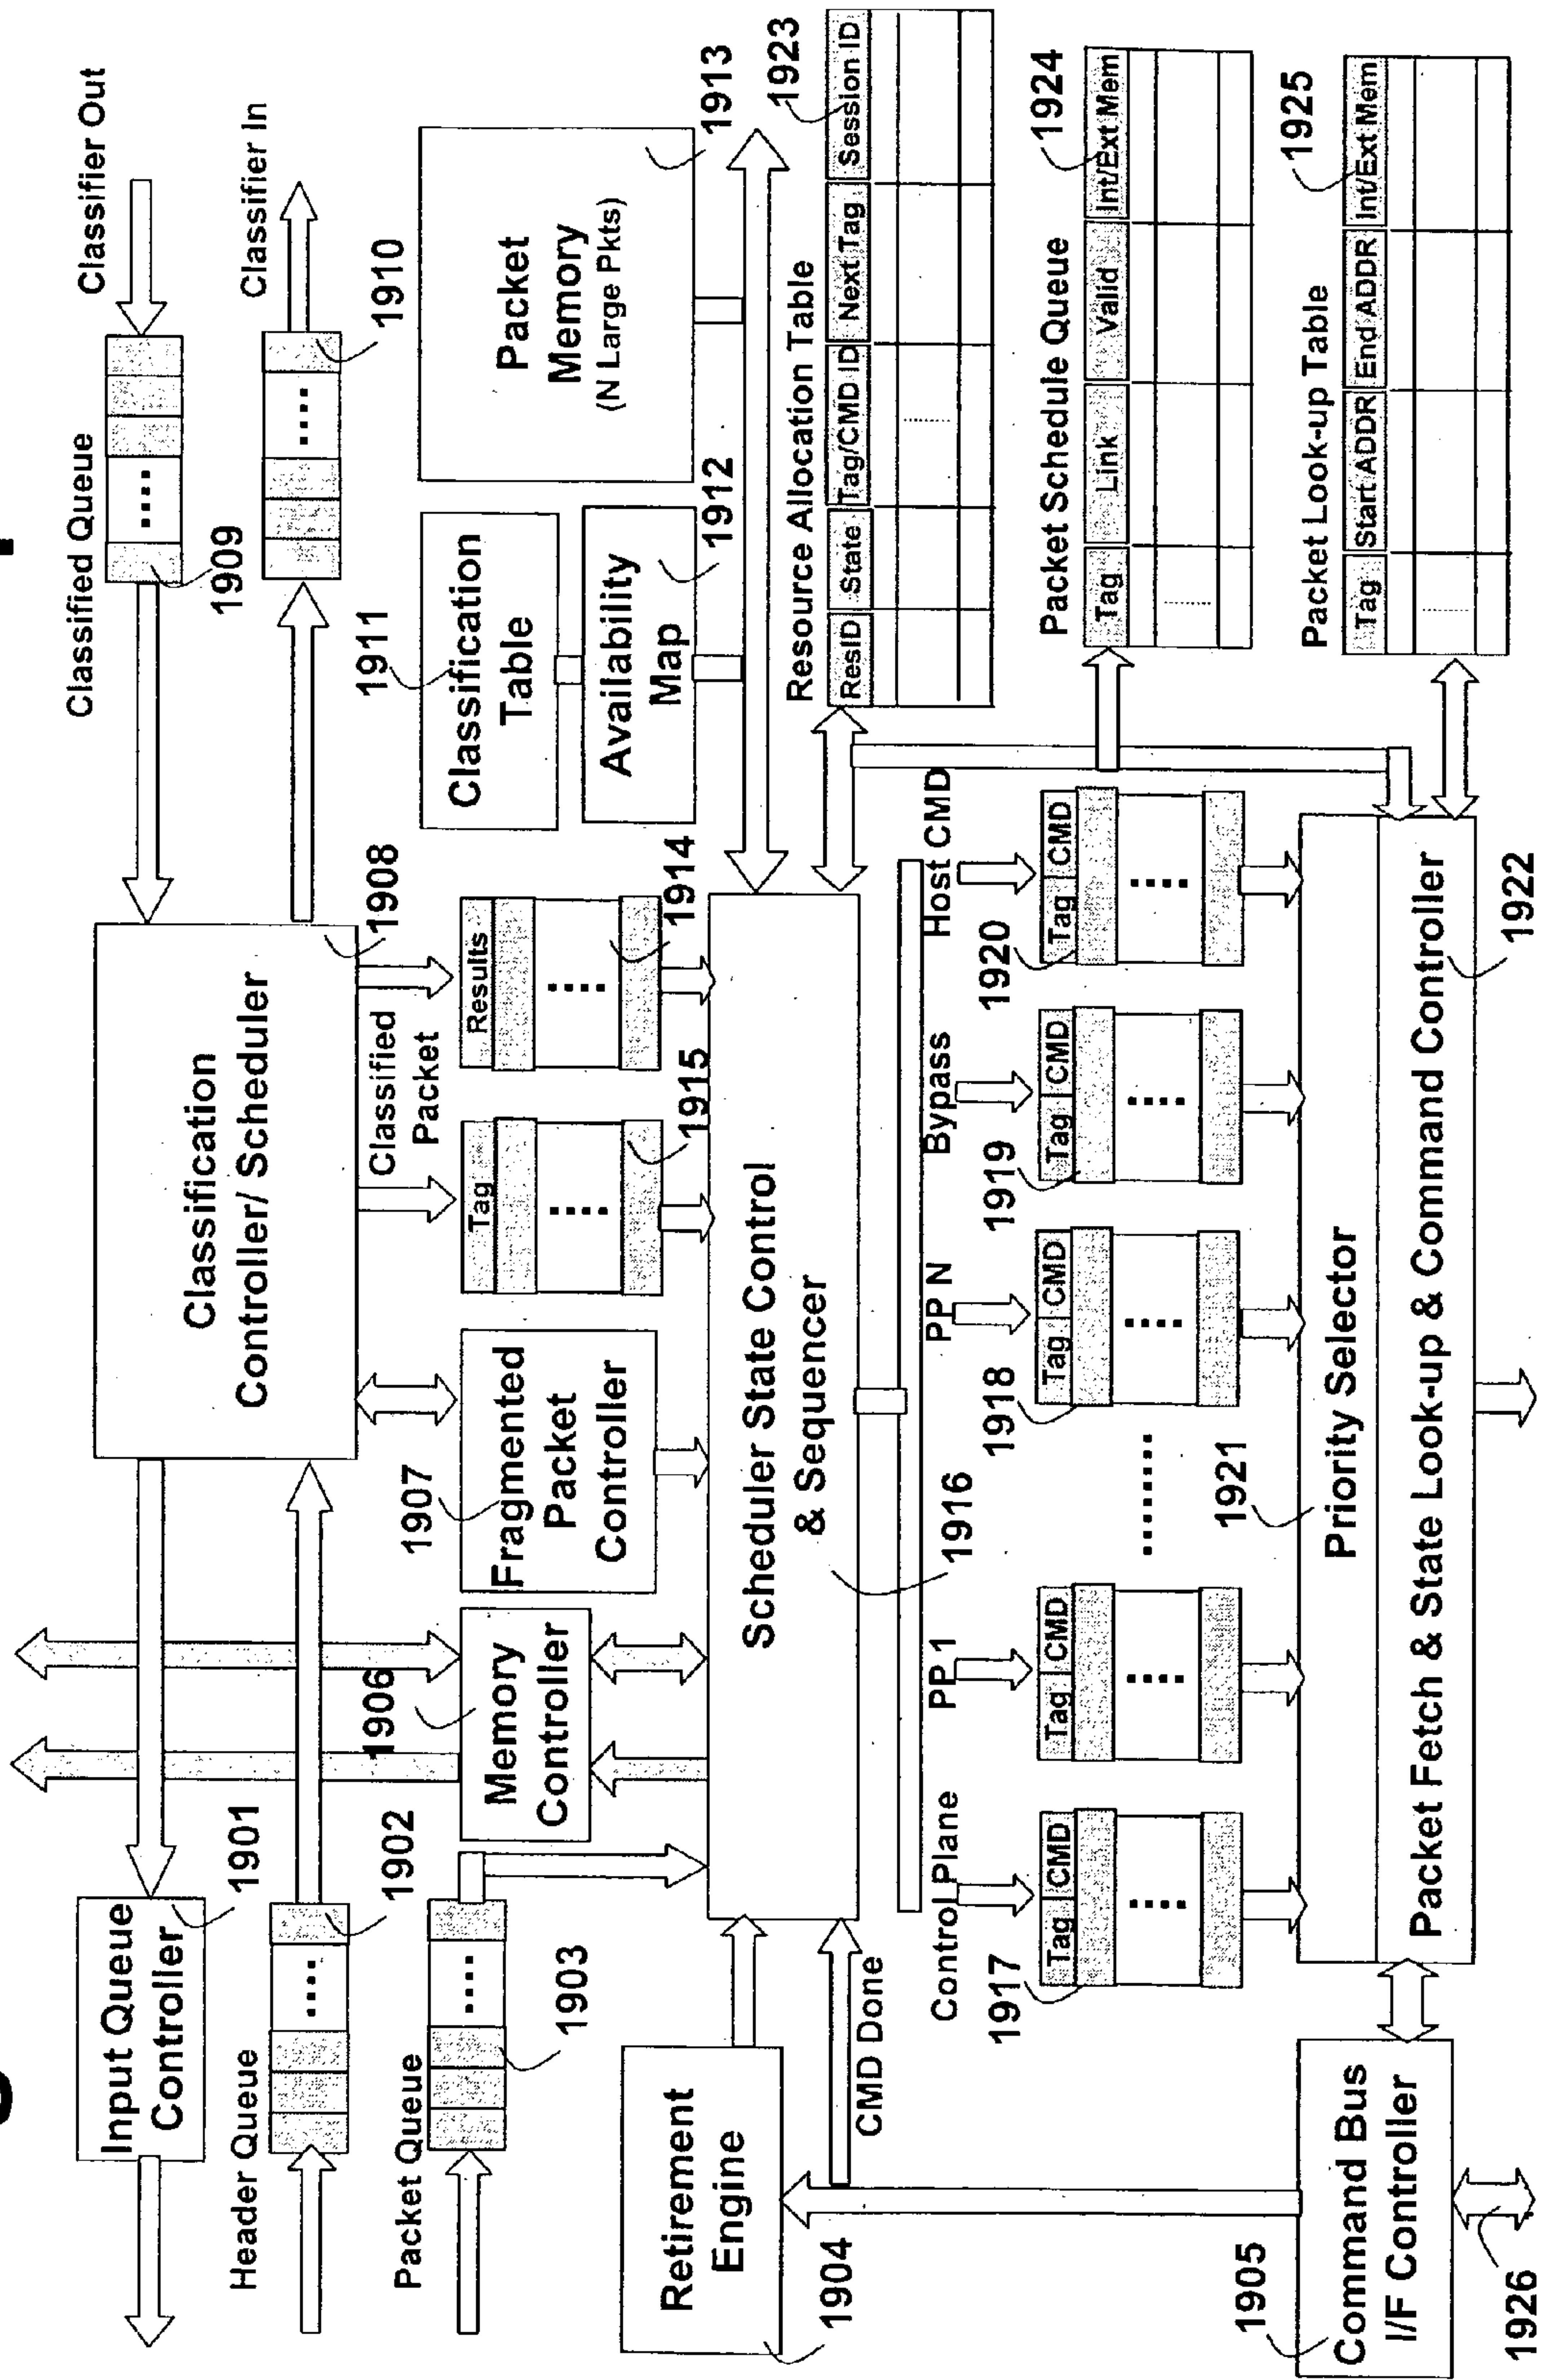 Input Queue
Controller
1901
Header Queue
....
1902
Packet Queue
....
1903
Retirement
Engine
1904
CMD Done
Command Bus
I/F Controller
1905
1926
Memory
Controller
1906
Fragmented
Packet
Controller
1907
Classification
Controller/ Scheduler
1908
Classified Queue
....
1909
Classifier Out
Classifier In
....
1910
Classification
Table
1911
Availability
Map
1912
Packet
Memory
(N Large Pkts)
1913
Classified
Packet
Tag
....
1915
Results
....
1914
Scheduler State Control
& Sequencer
1916
Control Plane
Tag CMD
....
1917
PP 1
Tag CMD
....
........
PP N
Tag CMD
....
1918
Bypass
Tag CMD
....
1919
Host CMD
Tag CMD
....
1920
Priority Selector
1921
Packet Fetch & State Look-up & Command Controller
1922
Resource Allocation Table
ResID State Tag/CMD ID Next Tag Session ID
1923
Packet Schedule Queue
Tag Link Valid Int/Ext Mem
1924
Packet Look-up Table
Tag Start ADDR End ADDR Int/Ext Mem
1925